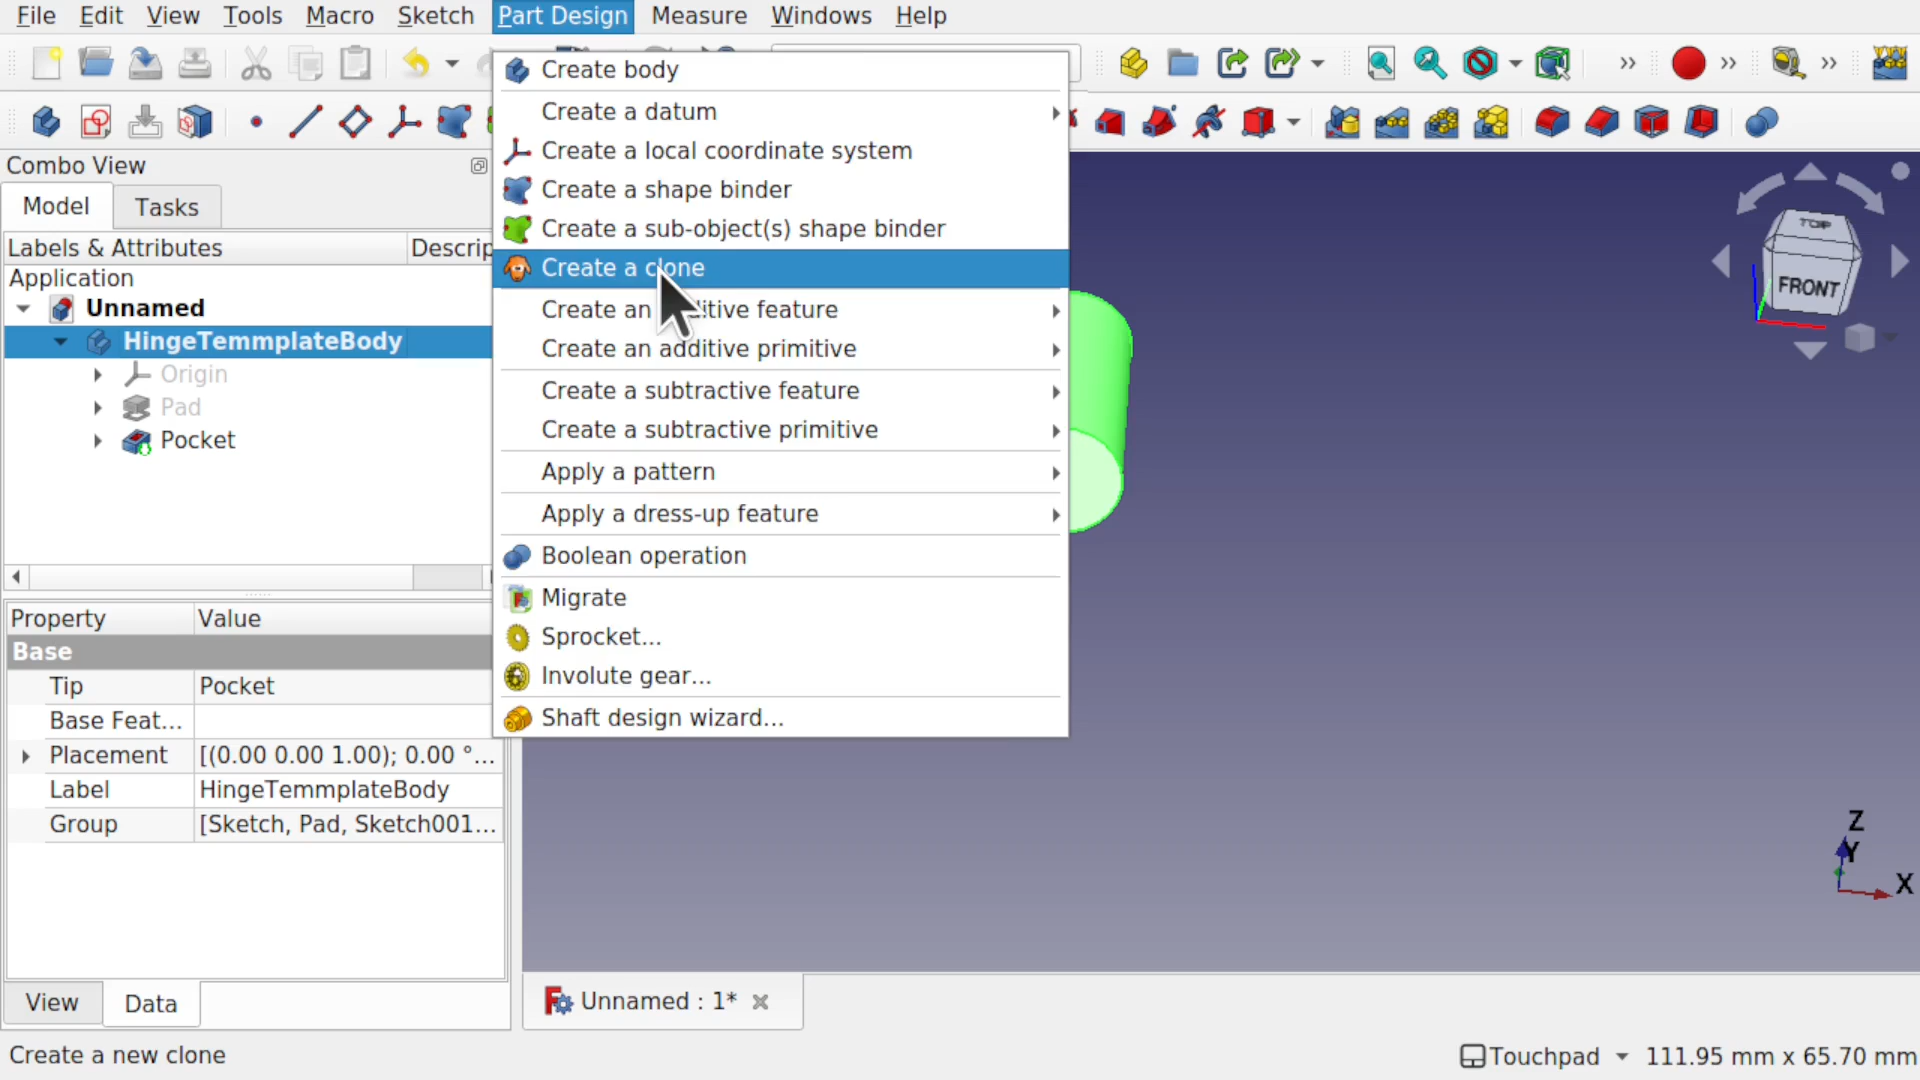 File Edit View Tools Macro Sketch Part Design Measure Windows Help
Combo View
Model Tasks
Labels & Attributes Descrip
Application
Unnamed
HingeTemmplateBody
Origin
Pad
Pocket
Create body
Create a datum
Create a local coordinate system
Create a shape binder
Create a sub-object(s) shape binder
Create a clone
Create an additive feature
Create an additive primitive
Create a subtractive feature
Create a subtractive primitive
Apply a pattern
Apply a dress-up feature
Boolean operation
Migrate
Sprocket...
Involute gear...
Shaft design wizard...
TOP
FRONT
Property Value
Base
Tip Pocket
Base Feat...
Placement [(0.00 0.00 1.00); 0.00 °...
Label HingeTemmplateBody
Group [Sketch, Pad, Sketch001...
Z
Y
X
View Data
Unnamed : 1*
Create a new clone
Touchpad 111.95 mm x 65.70 mm